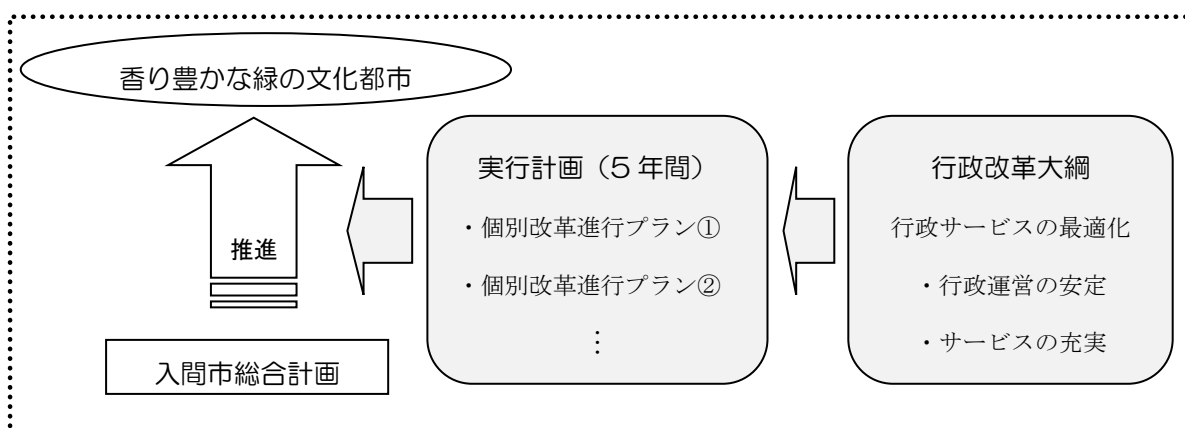 香り豊かな緑の文化都市
推進
入間市総合計画
実行計画（5年間）
・個別改革進行プラン①
・個別改革進行プラン②
⋮
行政改革大綱
行政サービスの最適化
・行政運営の安定
・サービスの充実